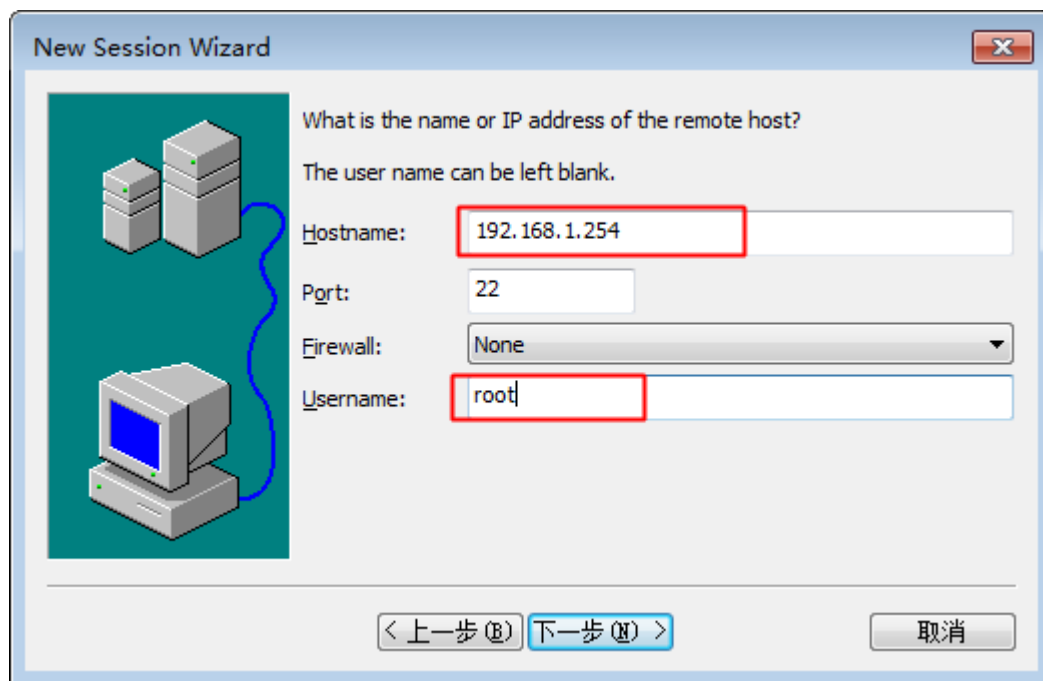 New Session Wizard
What is the name or IP address of the remote host?
The user name can be left blank.
Hostname: 192.168.1.254
Port: 22
Firewall: None
Username: root
< 上一步(B) 下一步(N) > 取消